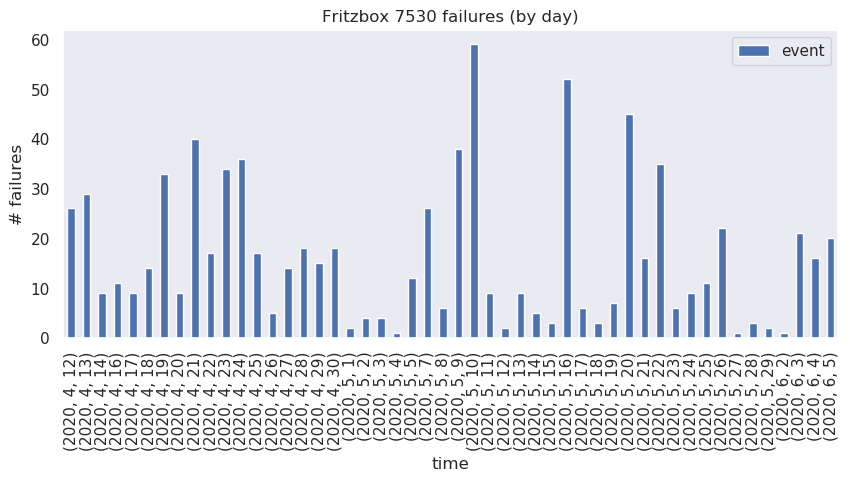 Fritzbox 7530 failures (by day)
event
# failures
60
50
40
30
20
10
0
(2020, 4, 12)
(2020, 4, 13)
(2020, 4, 14)
(2020, 4, 16)
(2020, 4, 17)
(2020, 4, 18)
(2020, 4, 19)
(2020, 4, 20)
(2020, 4, 21)
(2020, 4, 22)
(2020, 4, 23)
(2020, 4, 24)
(2020, 4, 25)
(2020, 4, 26)
(2020, 4, 27)
(2020, 4, 28)
(2020, 4, 29)
(2020, 4, 30)
(2020, 5, 1)
(2020, 5, 2)
(2020, 5, 3)
(2020, 5, 4)
(2020, 5, 5)
(2020, 5, 7)
(2020, 5, 8)
(2020, 5, 9)
(2020, 5, 10)
(2020, 5, 11)
(2020, 5, 12)
(2020, 5, 13)
(2020, 5, 14)
(2020, 5, 15)
(2020, 5, 16)
(2020, 5, 17)
(2020, 5, 18)
(2020, 5, 19)
(2020, 5, 20)
(2020, 5, 21)
(2020, 5, 22)
(2020, 5, 23)
(2020, 5, 24)
(2020, 5, 25)
(2020, 5, 26)
(2020, 5, 27)
(2020, 5, 28)
(2020, 5, 29)
(2020, 6, 2)
(2020, 6, 3)
(2020, 6, 4)
(2020, 6, 5)
time